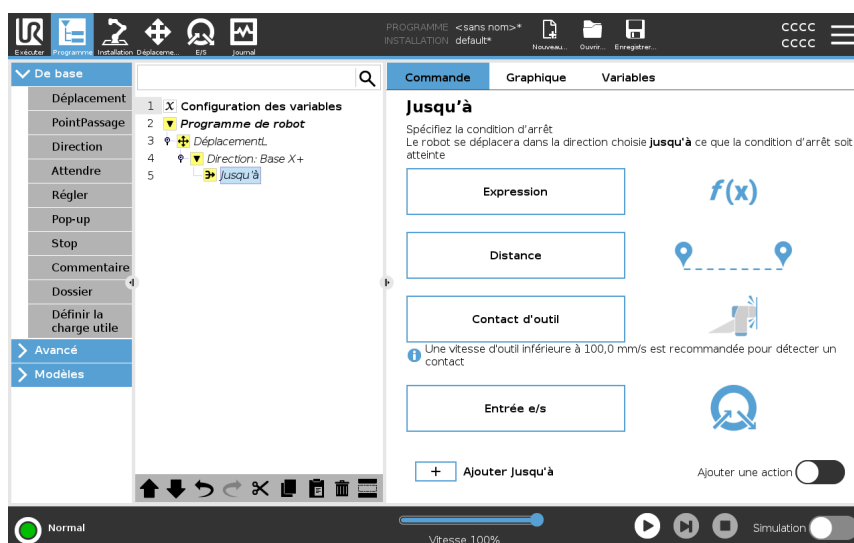 PROGRAMME <sans nom>*
INSTALLATION default*
UR
Exécuter
Programme
Installation
Déplaceme...
E/S
Journal
Nouveau...
Ouvrir...
Enregistrer...
CCCC
CCCC
De base
Déplacement
PointPassage
Direction
Attendre
Régler
Pop-up
Stop
Commentaire
Dossier
Définir la
charge utile
Avancé
Modèles
1 X Configuration des variables
2 Programme de robot
3 DéplacementL
4 Direction: Base X+
5 Jusqu'à
Commande
Graphique
Variables
Jusqu'à
Spécifiez la condition d'arrêt
Le robot se déplacera dans la direction choisie jusqu'à ce que la condition d'arrêt soit
atteinte
Expression
f(x)
Distance
Contact d'outil
Une vitesse d'outil inférieure à 100,0 mm/s est recommandée pour détecter un
contact
Entrée e/s
+ Ajouter Jusqu'à
Ajouter une action
Normal
Vitesse 100%
Simulation